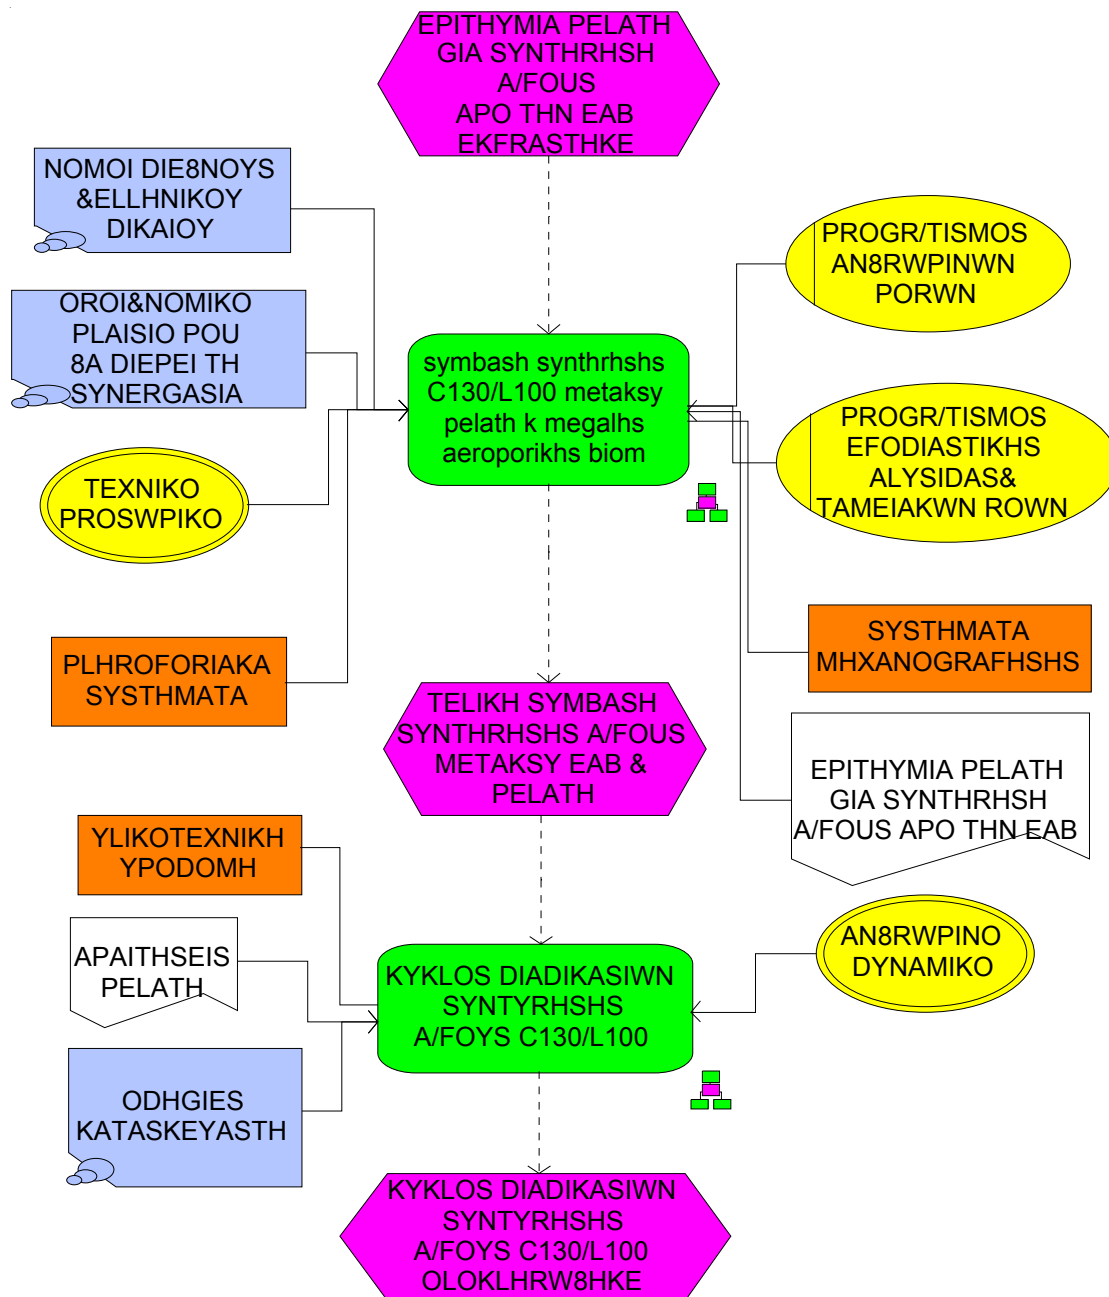 EPITHYMIA PELATH
GIA SYNTHRHSH
A/FOUS
APO THN EAB
EKFRASTHKE
NOMOI DIE8NOYS
&ELLHNIKOY
DIKAIOY
PROGR/TISMOS
AN8RWPINWN
PORWN
OROI&NOMIKO
PLAISIO POU
8A DIEPEI TH
SYNERGASIA
symbash synthrhshs
C130/L100 metaksy
pelath k megalhs
aeroporikhs biom
PROGR/TISMOS
EFODIASTIKHS
ALYSIDAS&
TAMEIAKWN ROWN
TEXNIKO
PROSWPIKO
PLHROFORIAKA
SYSTHMATA
SYSTHMATA
MHXANOGRAFHSHS
TELIKH SYMBASH
SYNTHRHSHS A/FOUS
METAKSY EAB &
PELATH
EPITHYMIA PELATH
GIA SYNTHRHSH
A/FOUS APO THN EAB
YLIKOTEXNIKH
YPODOMH
APAITHSEIS
PELATH
KYKLOS DIADIKASIWN
SYNTYRHSHS
A/FOYS C130/L100
AN8RWPINO
DYNAMIKO
ODHGIES
KATASKEYASTH
KYKLOS DIADIKASIWN
SYNTYRHSHS
A/FOYS C130/L100
OLOKLHRW8HKE